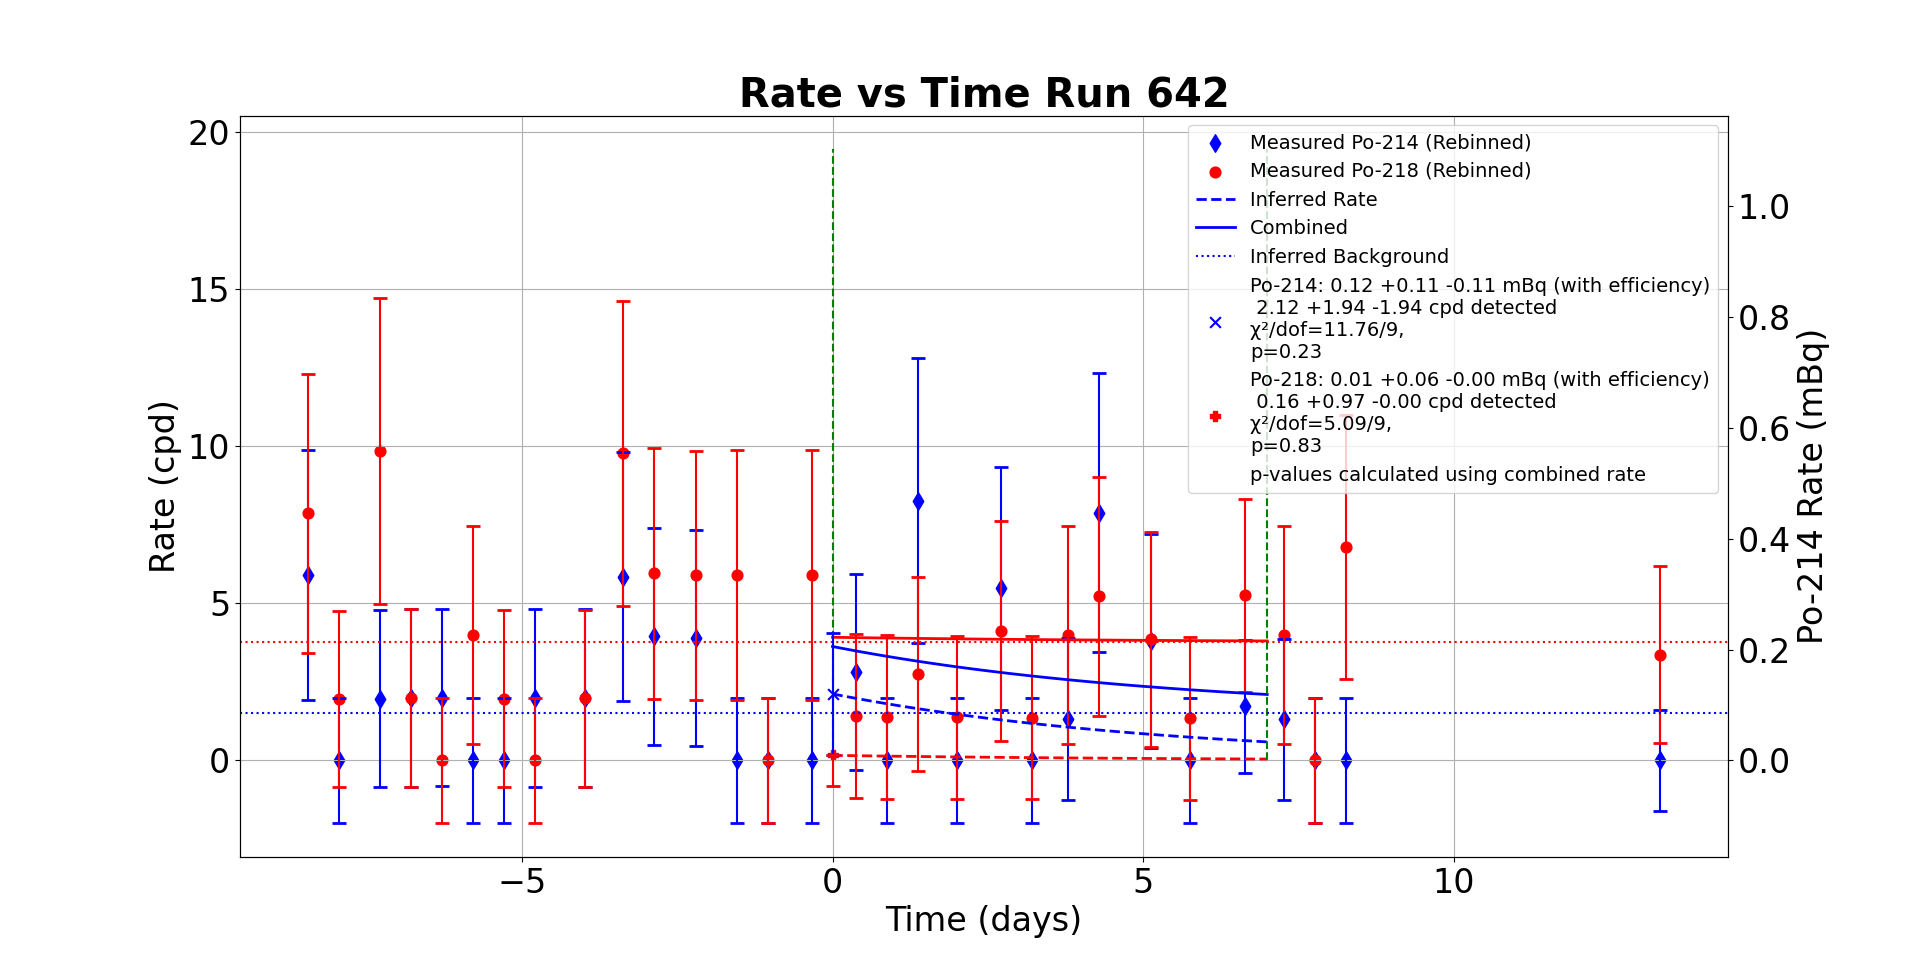 Rate vs Time Run 642
20
15
10
5
0
Rate (cpd)
−5
0
5
10
Time (days)
1.0
0.8
0.6
0.4
0.2
0.0
Po-214 Rate (mBq)
Measured Po-214 (Rebinned)
Measured Po-218 (Rebinned)
Inferred Rate
Combined
Inferred Background
Po-214: 0.12 +0.11 -0.11 mBq (with efficiency)
2.12 +1.94 -1.94 cpd detected
χ²/dof=11.76/9,
p=0.23
Po-218: 0.01 +0.06 -0.00 mBq (with efficiency)
0.16 +0.97 -0.00 cpd detected
χ²/dof=5.09/9,
p=0.83
p-values calculated using combined rate